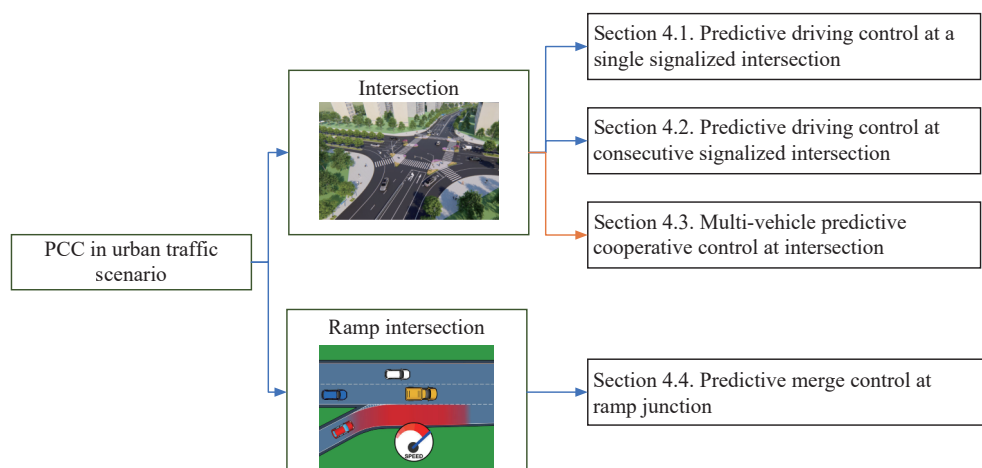 PCC in urban traffic
scenario
Intersection
Ramp intersection
SPEED
Section 4.1. Predictive driving control at a
single signalized intersection
Section 4.2. Predictive driving control at
consecutive signalized intersection
Section 4.3. Multi-vehicle predictive
cooperative control at intersection
Section 4.4. Predictive merge control at
ramp junction